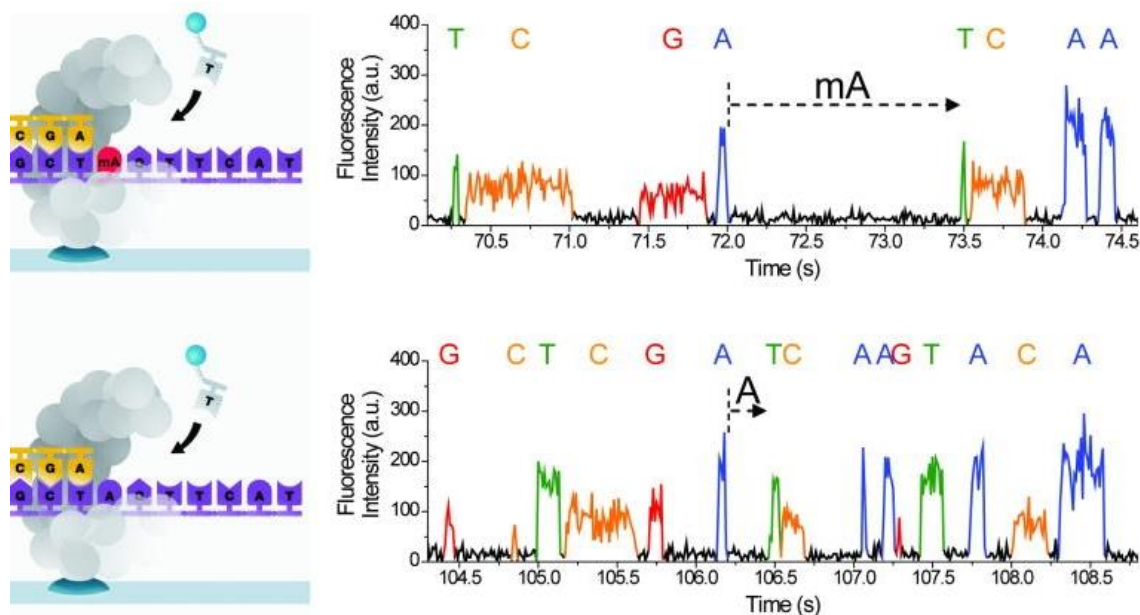 T
C G A
G C T mA G T T C A T
Fluorescence
Intensity (a.u.)
400
300
200
100
0
T C G A T C A A
mA
70.5 71.0 71.5 72.0 72.5 73.0 73.5 74.0 74.5
Time (s)
T
C G A
G C T A G T T C A T
Fluorescence
Intensity (a.u.)
400
300
200
100
0
G C T C G A T C A A G T A C A
A
104.5 105.0 105.5 106.0 106.5 107.0 107.5 108.0 108.5
Time (s)